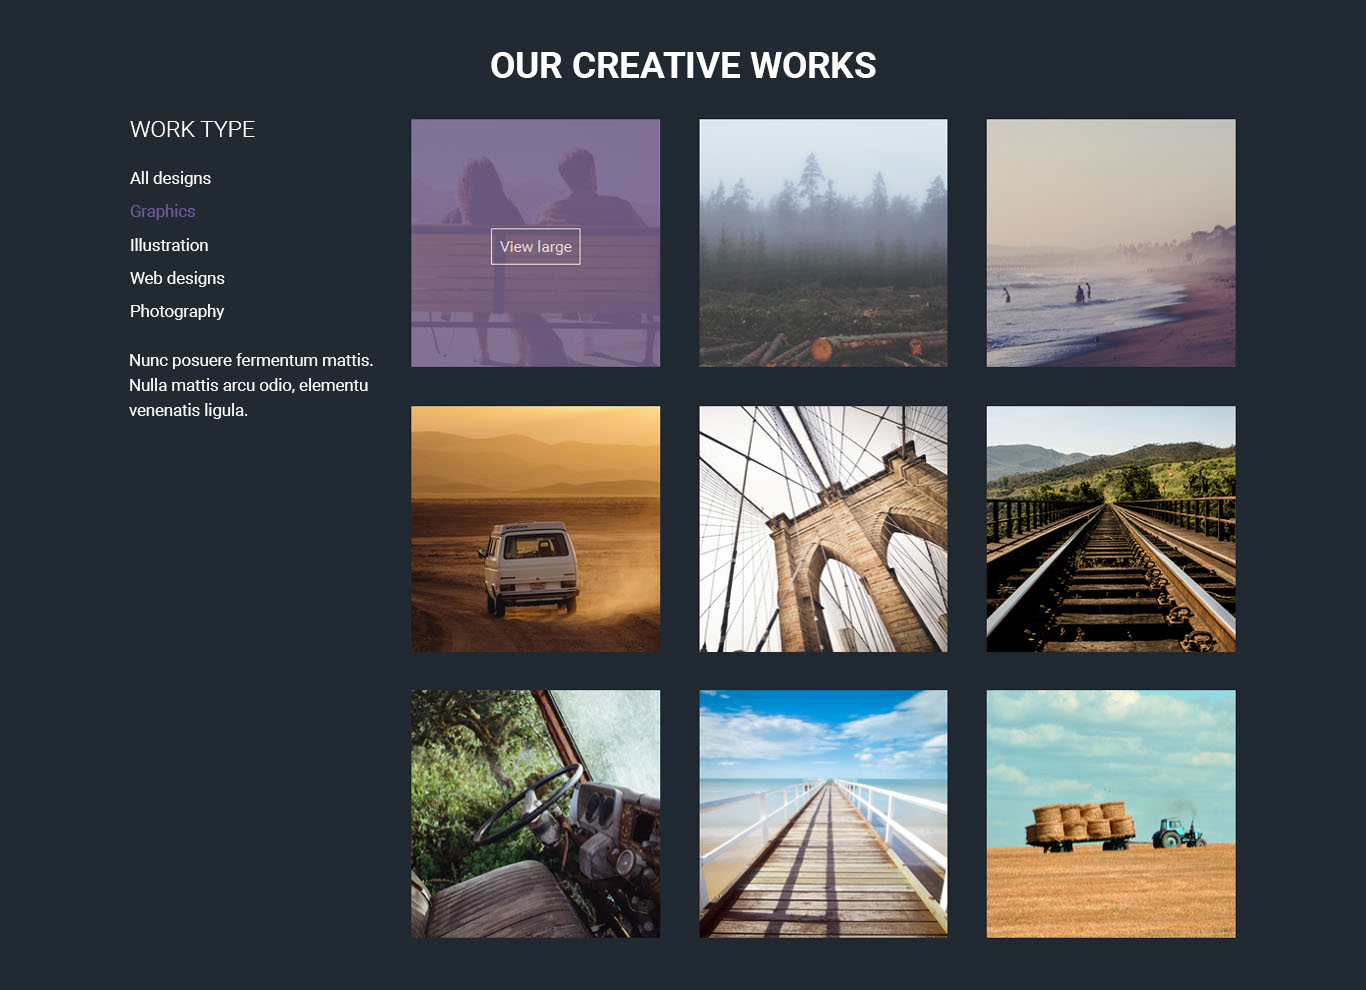 OUR CREATIVE WORKS
WORK TYPE
All designs
Graphics
Illustration
Web designs
Photography
Nunc posuere fermentum mattis.
Nulla mattis arcu odio, elementu
venenatis ligula.
View large